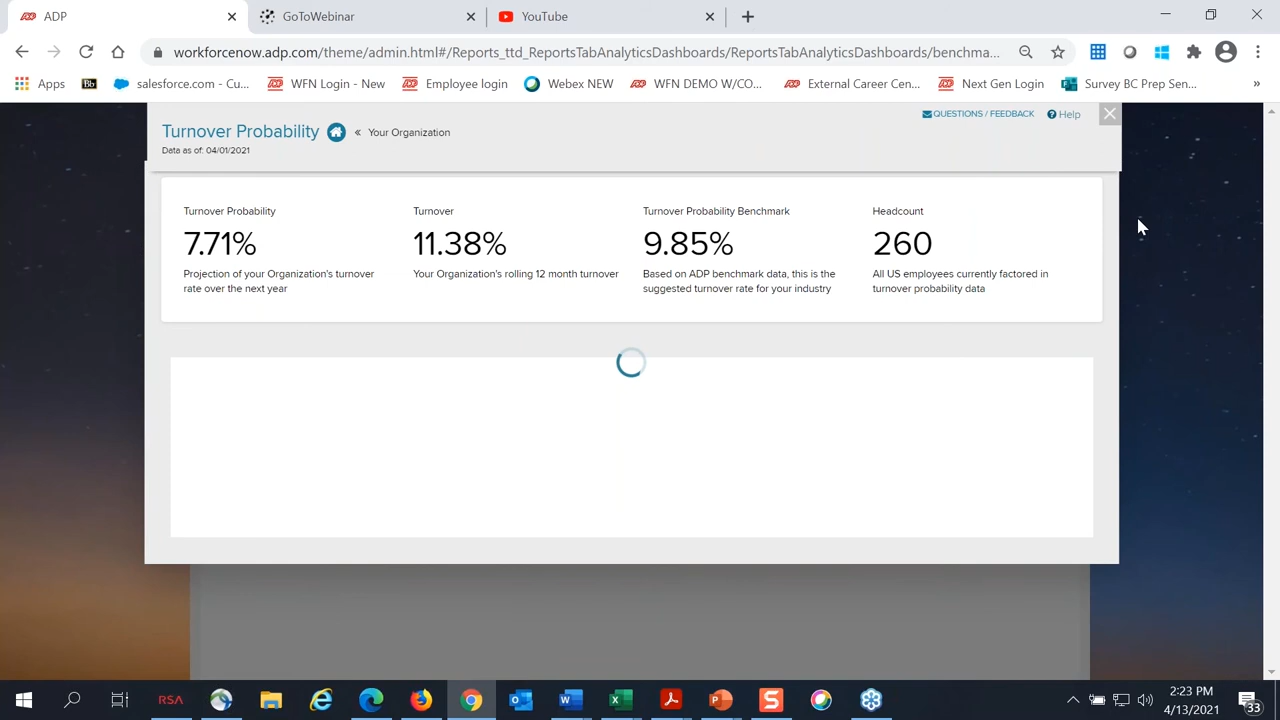 ADP
GoToWebinar
YouTube
workforcenow.adp.com/theme/admin.html#/Reports_ttd_ReportsTabAnalyticsDashboards/ReportsTabAnalyticsDashboards/benchma...
Apps
Bb
salesforce.com - Cu...
WFN Login - New
Employee login
Webex NEW
WFN DEMO W/CO...
External Career Cen...
Next Gen Login
Survey BC Prep Sen...
»
Turnover Probability « Your Organization
QUESTIONS / FEEDBACK
Help
Data as of: 04/01/2021
Turnover Probability
7.71%
Projection of your Organization's turnover
rate over the next year
Turnover
11.38%
Your Organization's rolling 12 month turnover
Turnover Probability Benchmark
9.85%
Based on ADP benchmark data, this is the
suggested turnover rate for your industry
Headcount
260
All US employees currently factored in
turnover probability data
RSA
2:23 PM
4/13/2021
33